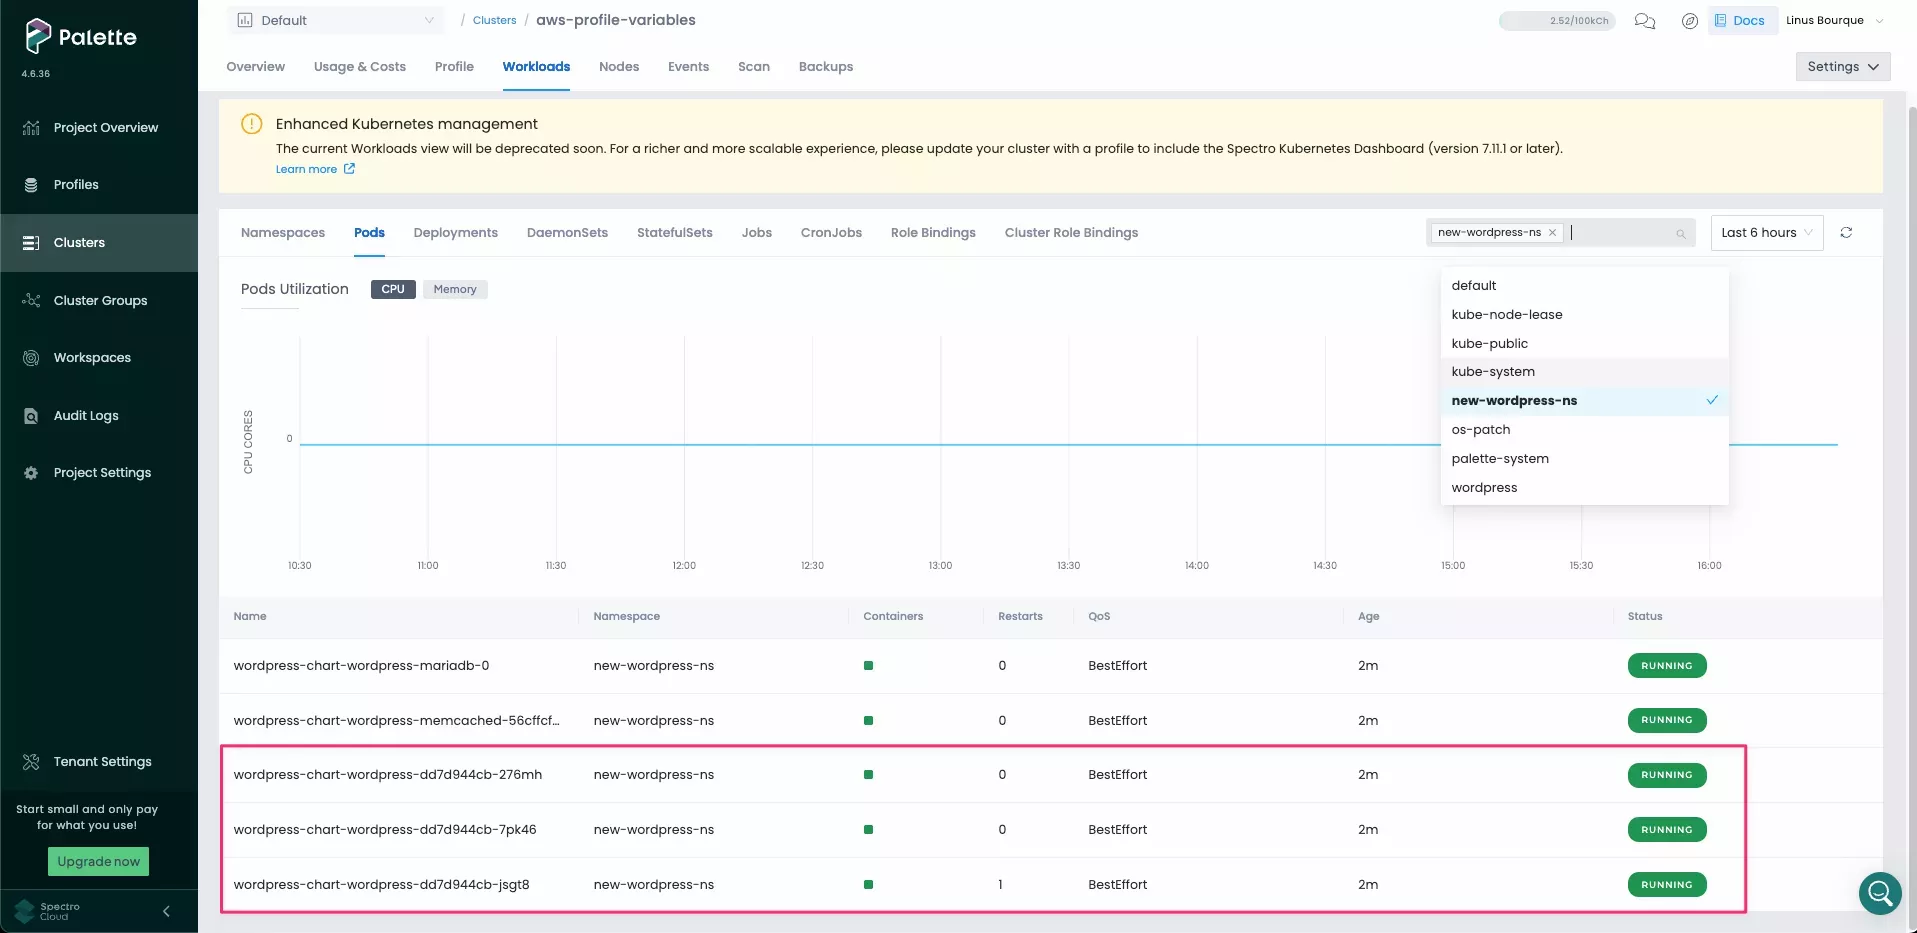 Palette
4.6.36
Project Overview
Profiles
Clusters
Cluster Groups
Workspaces
Audit Logs
Project Settings
Tenant Settings
Start small and only pay
for what you use!
Upgrade now
Spectro
Cloud
Default
/ Clusters / aws-profile-variables
2.52/100kCh
Docs
Linus Bourque
Overview Usage & Costs Profile Workloads Nodes Events Scan Backups
Settings
Enhanced Kubernetes management
The current Workloads view will be deprecated soon. For a richer and more scalable experience, please update your cluster with a profile to include the Spectro Kubernetes Dashboard (version 7.11.1 or later).
Learn more
Namespaces Pods Deployments DaemonSets StatefulSets Jobs CronJobs Role Bindings Cluster Role Bindings
new-wordpress-ns
Last 6 hours
default
kube-node-lease
kube-public
kube-system
new-wordpress-ns
os-patch
palette-system
wordpress
Pods Utilization CPU Memory
CPU CORES
0
10:30 11:00 11:30 12:00 12:30 13:00 13:30 14:00 14:30 15:00 15:30 16:00
Name Namespace Containers Restarts QoS Age Status
wordpress-chart-wordpress-mariadb-0 new-wordpress-ns 0 BestEffort 2m RUNNING
wordpress-chart-wordpress-memcached-56cffcf... new-wordpress-ns 0 BestEffort 2m RUNNING
wordpress-chart-wordpress-dd7d944cb-276mh new-wordpress-ns 0 BestEffort 2m RUNNING
wordpress-chart-wordpress-dd7d944cb-7pk46 new-wordpress-ns 0 BestEffort 2m RUNNING
wordpress-chart-wordpress-dd7d944cb-jsgt8 new-wordpress-ns 1 BestEffort 2m RUNNING